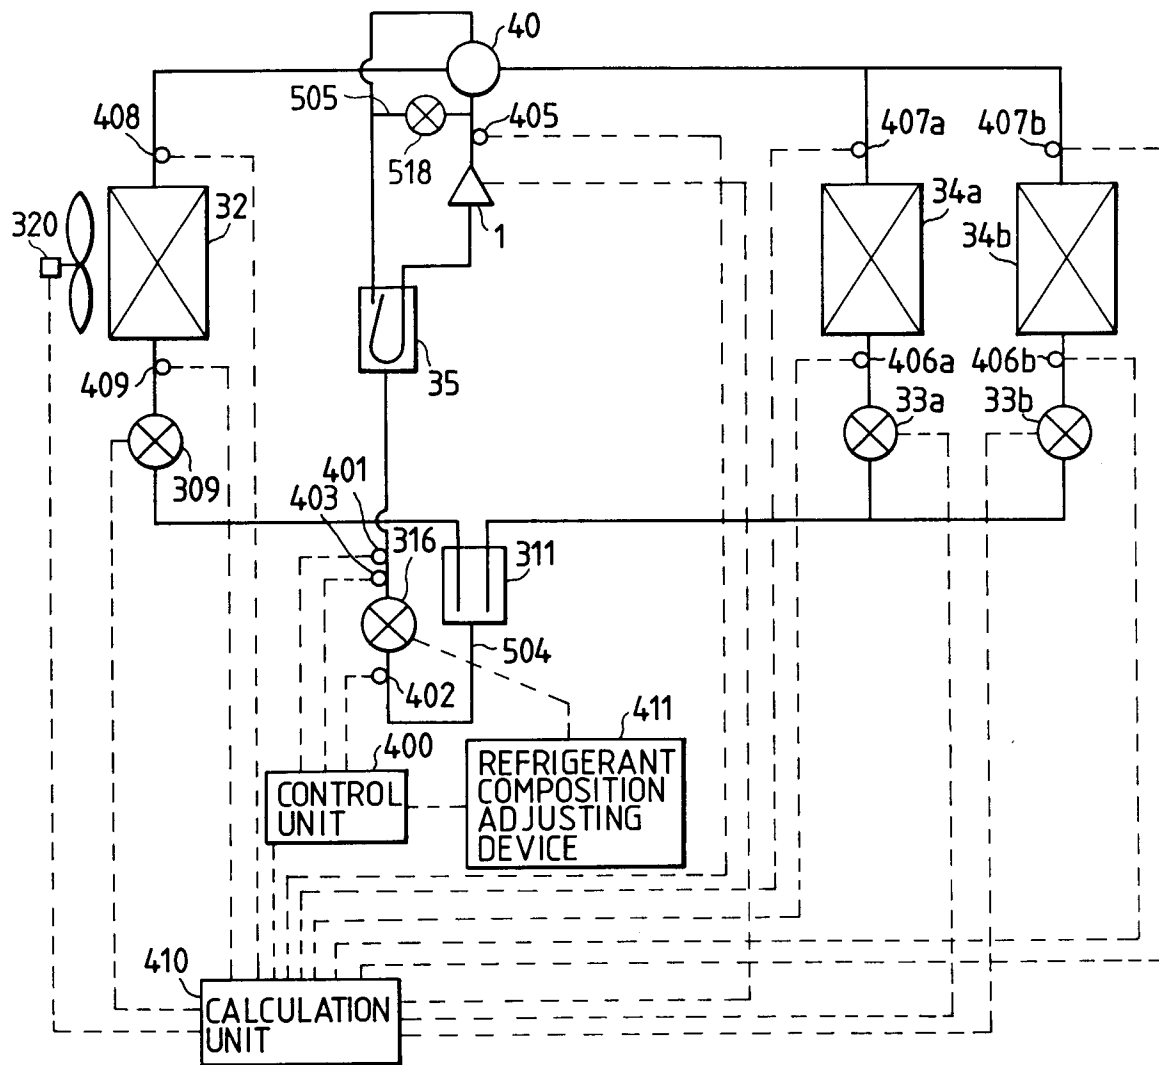 40
505
408
405
407a
407b
518
32
34a
320
1
34b
409
35
406a
406b
33a
33b
309
401
403
316
311
504
402
411
400
REFRIGERANT
COMPOSITION
ADJUSTING
DEVICE
CONTROL
UNIT
410
CALCULATION
UNIT